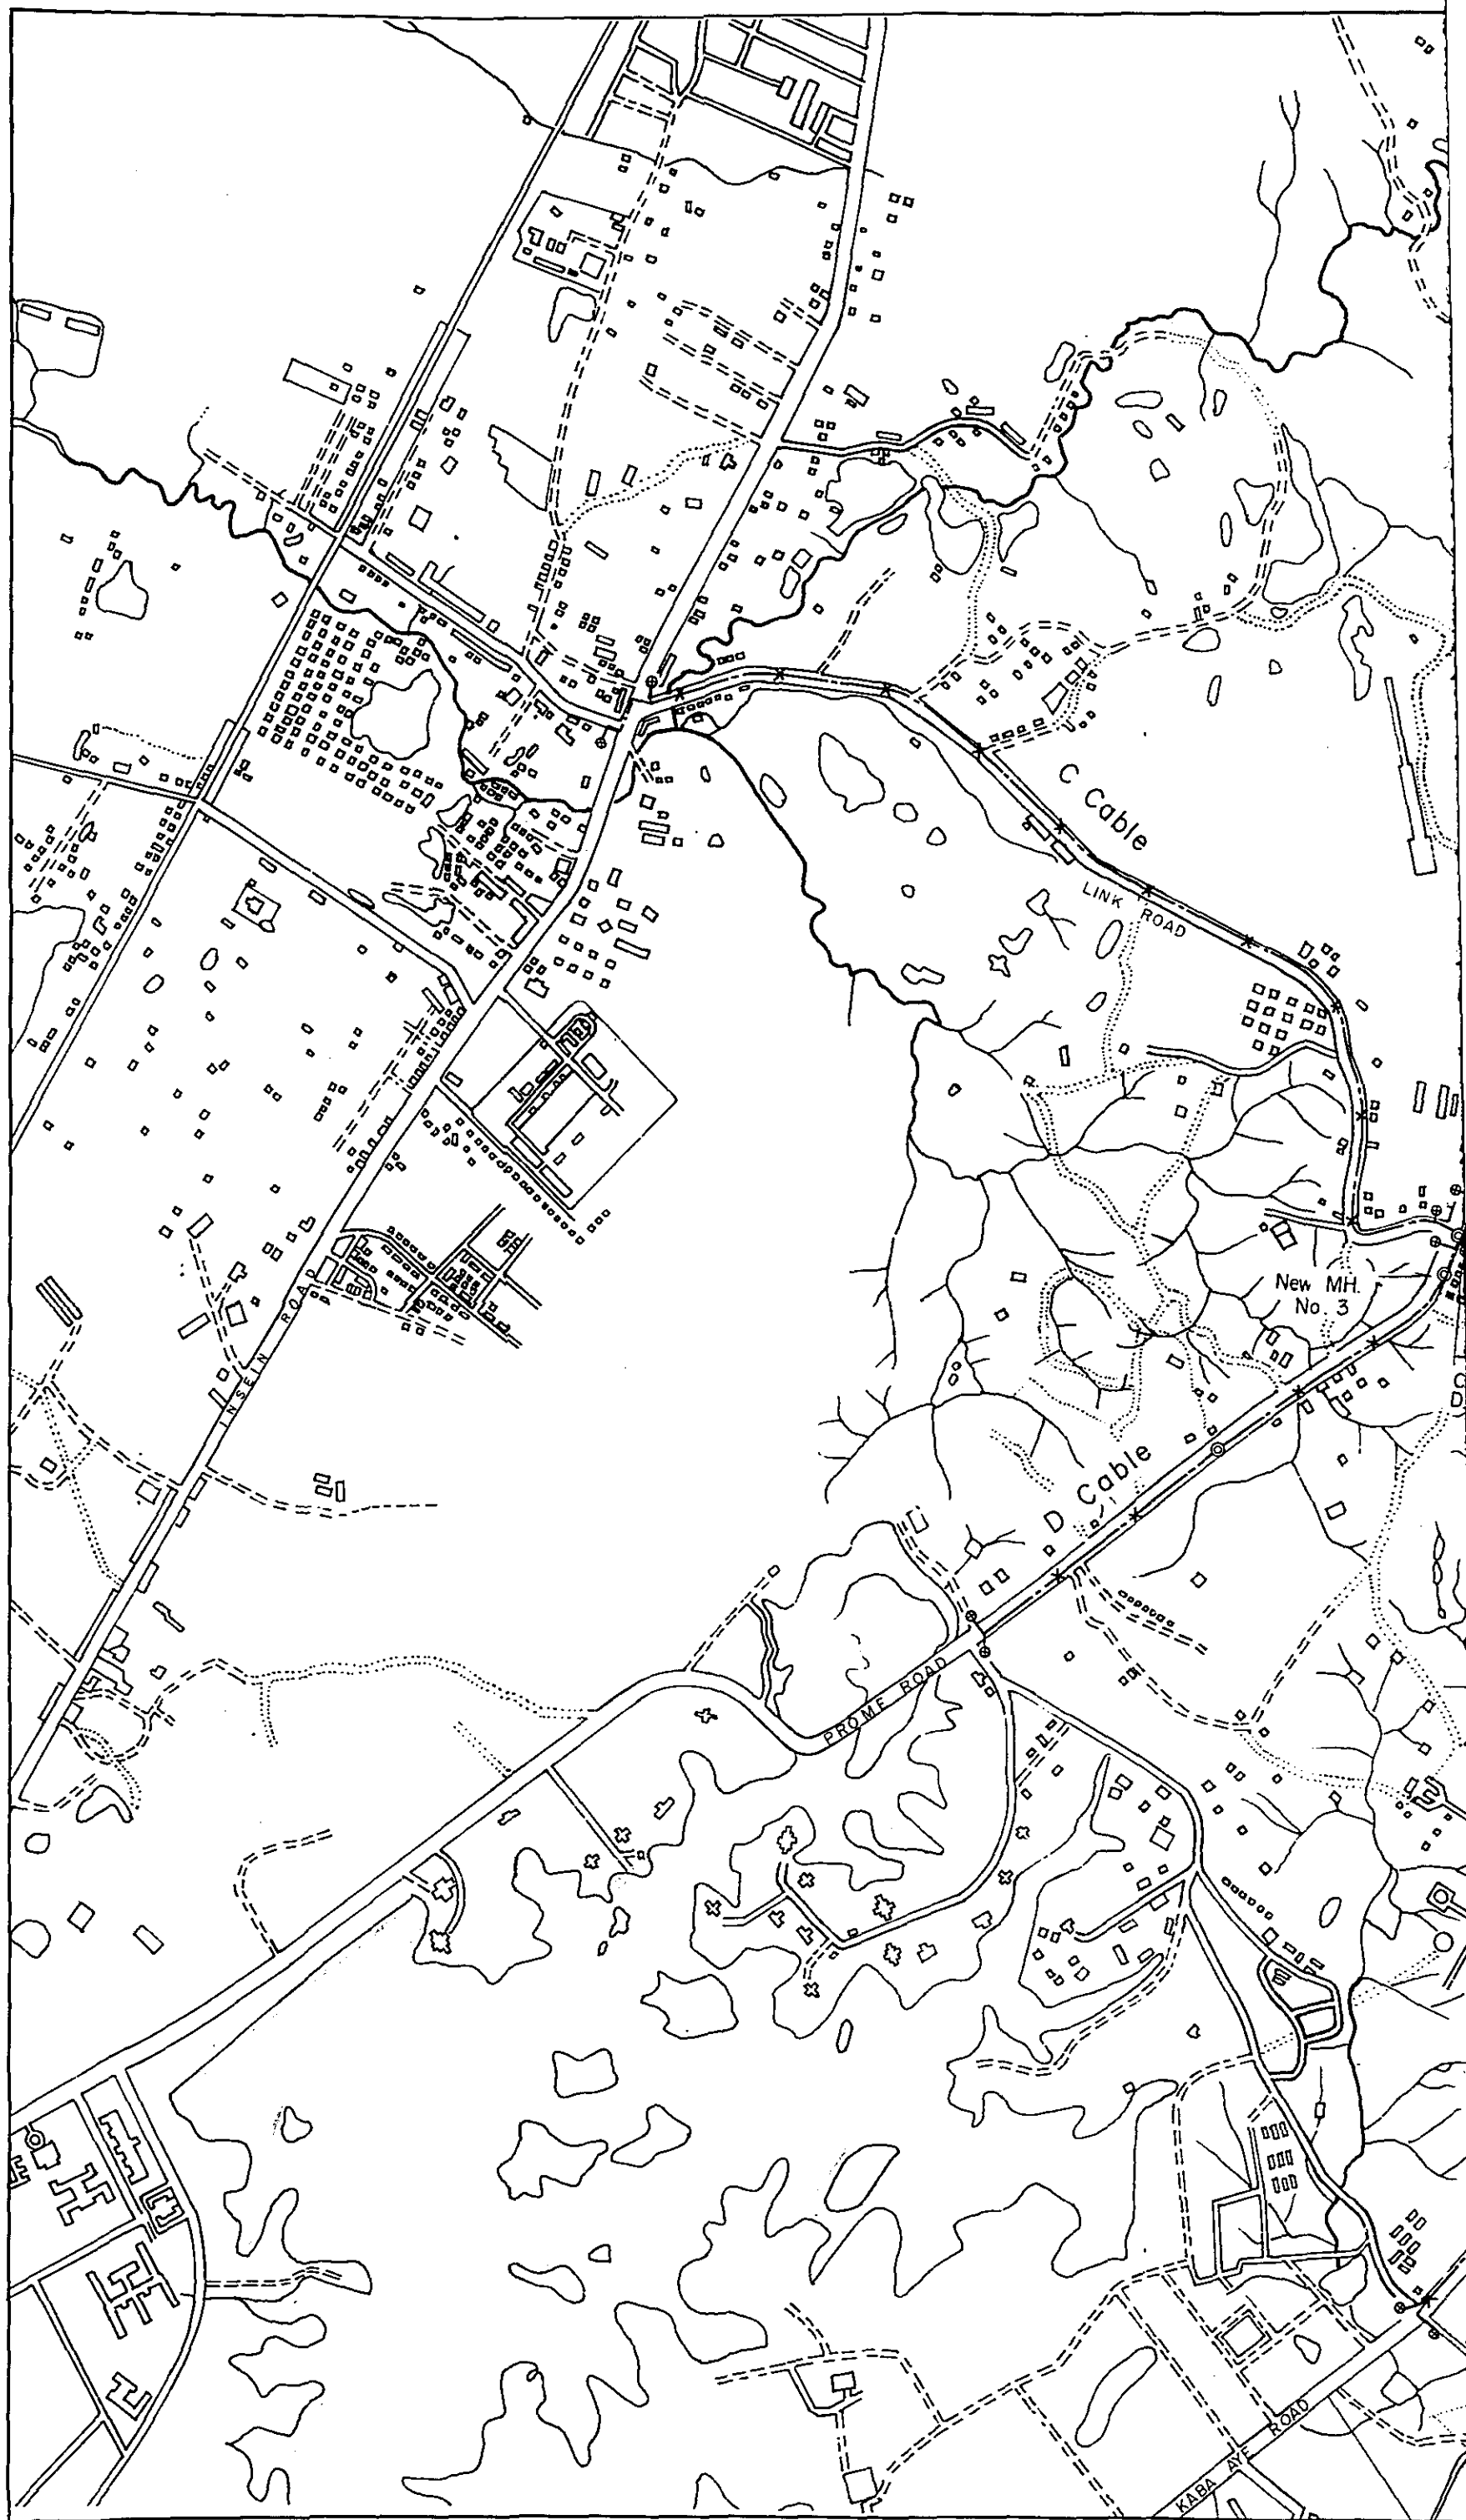 C Cable
LINK ROAD
New MH.
No. 3
INSEIN ROAD
D Cable
PROME ROAD
KABA AYE ROAD